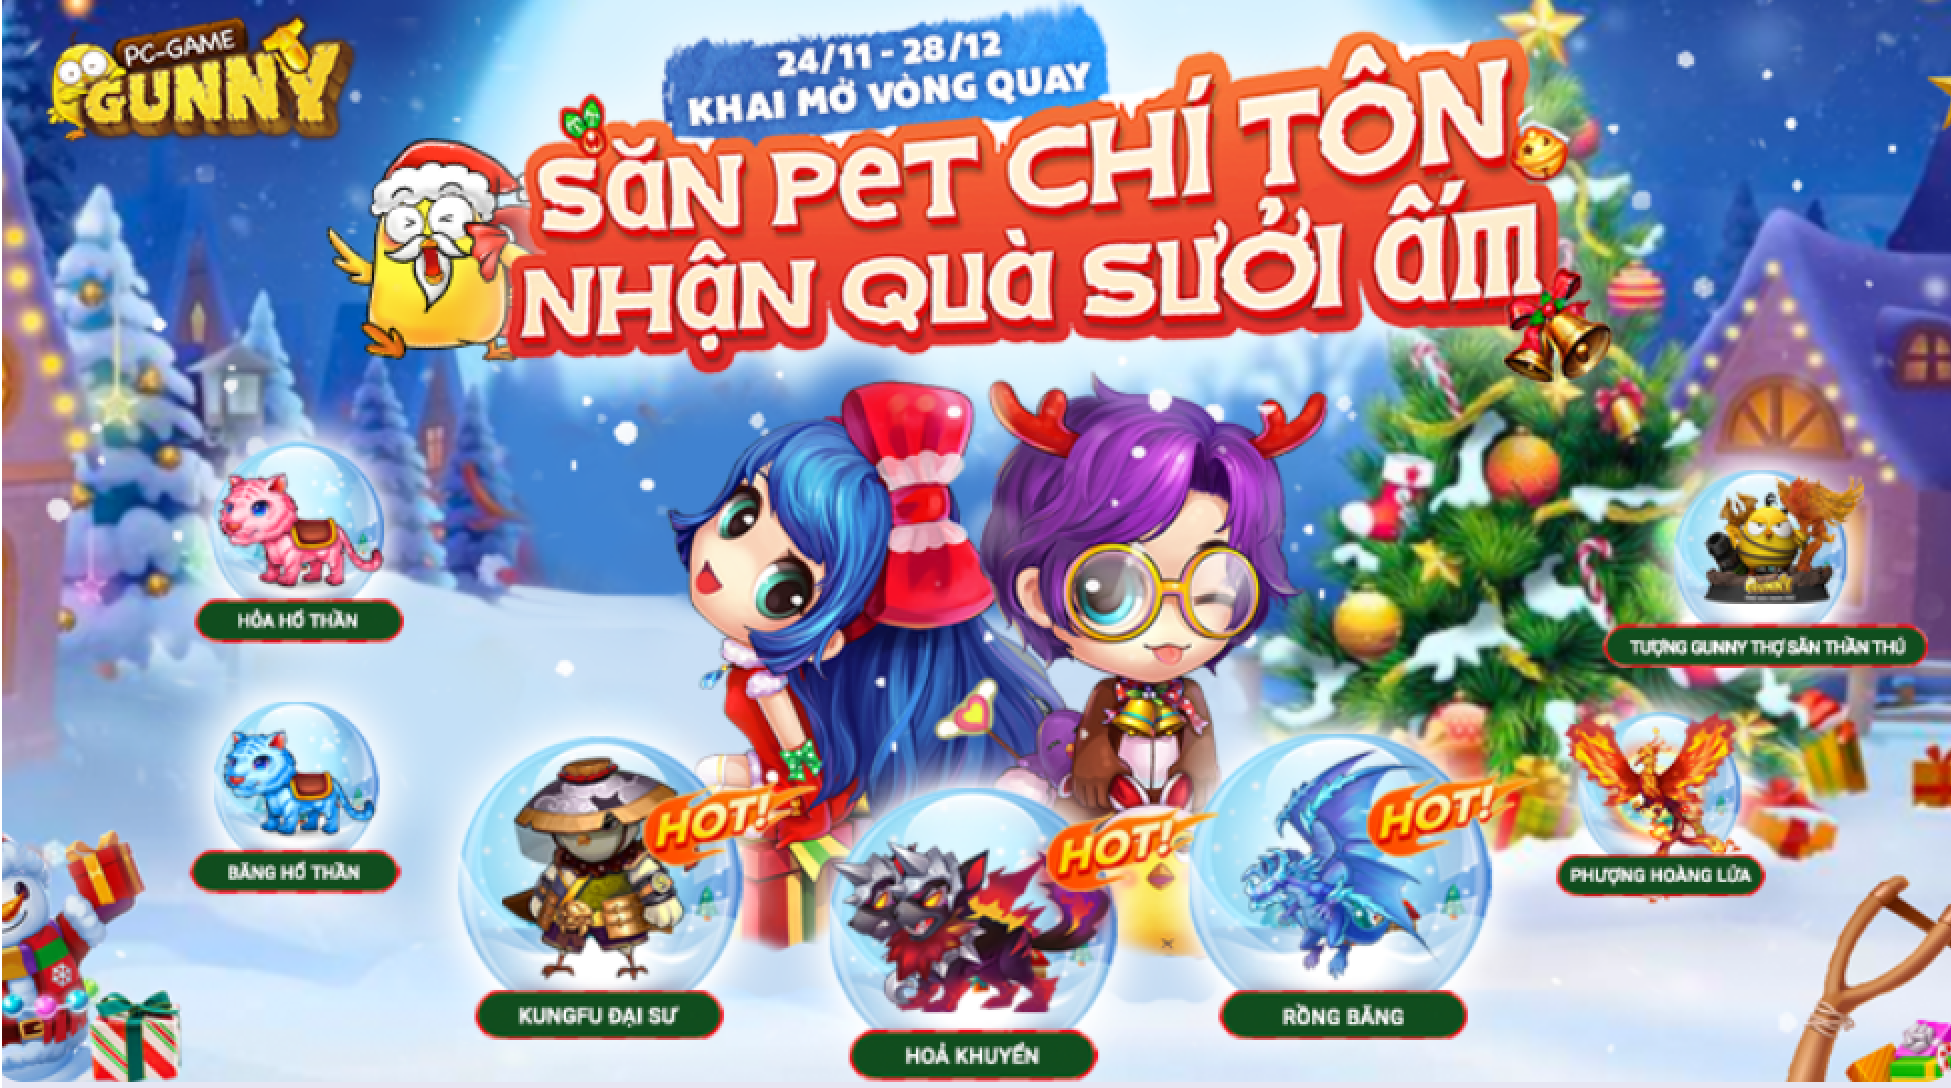 PC-GAME
GUNNY
24/11 - 28/12
KHAI MỞ VÒNG QUAY
SĂN PET CHÍ TÔN
NHẬN QUÀ SƯỞI ẤM
HỎA HỔ THẦN
GUNNY
TƯỢNG GUNNY THỢ SĂN THẦN THÚ
BĂNG HỔ THẦN
HOT!
HOT!
HOT!
PHƯỢNG HOÀNG LỬA
KUNGFU ĐẠI SƯ
HOẢ KHUYỂN
RỒNG BĂNG